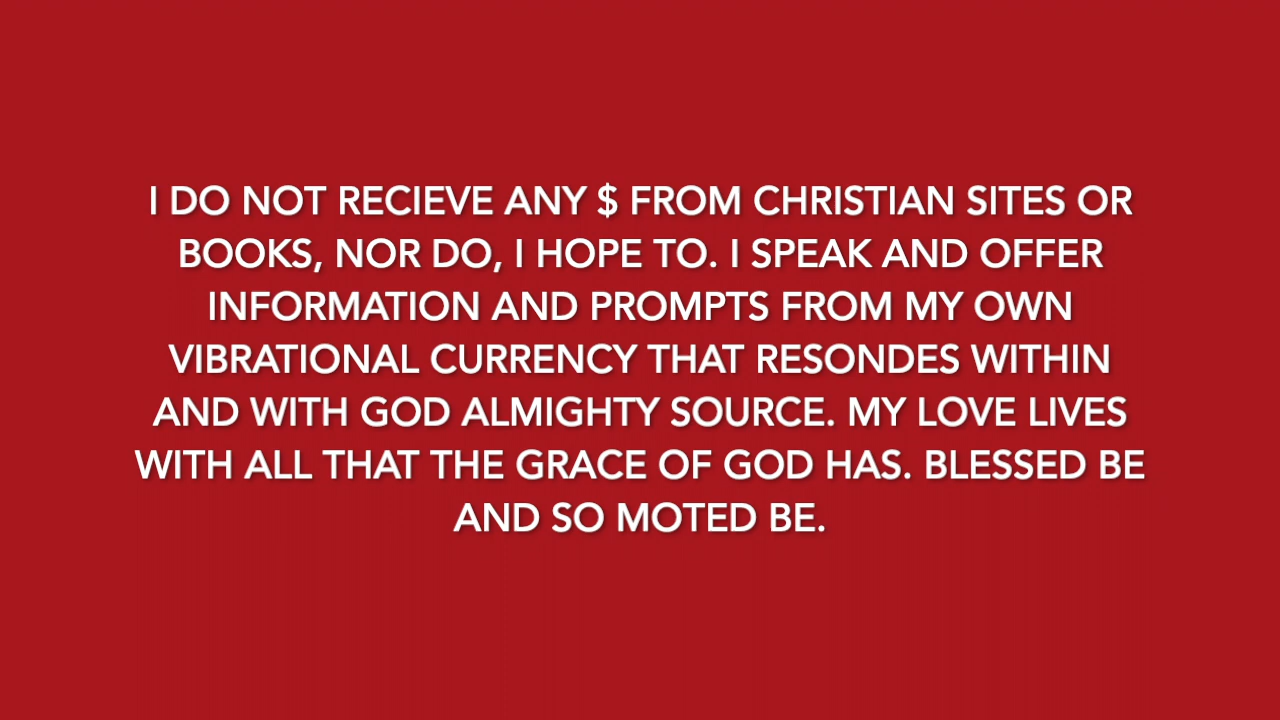 I DO NOT RECIEVE ANY $ FROM CHRISTIAN SITES OR
BOOKS, NOR DO, I HOPE TO. I SPEAK AND OFFER
INFORMATION AND PROMPTS FROM MY OWN
VIBRATIONAL CURRENCY THAT RESONDES WITHIN
AND WITH GOD ALMIGHTY SOURCE. MY LOVE LIVES
WITH ALL THAT THE GRACE OF GOD HAS. BLESSED BE
AND SO MOTED BE.